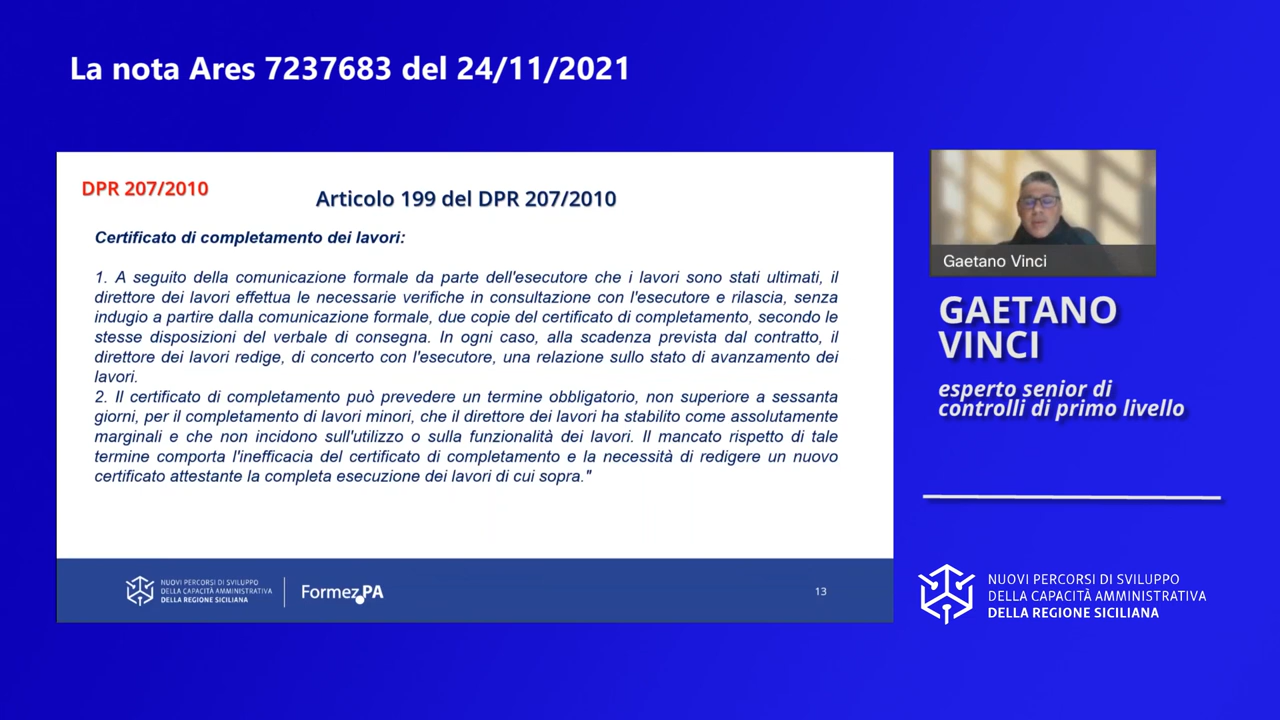 La nota Ares 7237683 del 24/11/2021
DPR 207/2010
Articolo 199 del DPR 207/2010
Certificato di completamento dei lavori:
1. A seguito della comunicazione formale da parte dell'esecutore che i lavori sono stati ultimati, il
direttore dei lavori effettua le necessarie verifiche in consultazione con l'esecutore e rilascia, senza
indugio a partire dalla comunicazione formale, due copie del certificato di completamento, secondo le
stesse disposizioni del verbale di consegna. In ogni caso, alla scadenza prevista dal contratto, il
direttore dei lavori redige, di concerto con l'esecutore, una relazione sullo stato di avanzamento dei
lavori.
2. Il certificato di completamento può prevedere un termine obbligatorio, non superiore a sessanta
giorni, per il completamento di lavori minori, che il direttore dei lavori ha stabilito come assolutamente
marginali e che non incidono sull'utilizzo o sulla funzionalità dei lavori. Il mancato rispetto di tale
termine comporta l'inefficacia del certificato di completamento e la necessità di redigere un nuovo
certificato attestante la completa esecuzione dei lavori di cui sopra."
NUOVI PERCORSI DI SVILUPPO
DELLA CAPACITÀ AMMINISTRATIVA
DELLA REGIONE SICILIANA
FormezPA
13
Gaetano Vinci
GAETANO
VINCI
esperto senior di
controlli di primo livello
NUOVI PERCORSI DI SVILUPPO
DELLA CAPACITÀ AMMINISTRATIVA
DELLA REGIONE SICILIANA